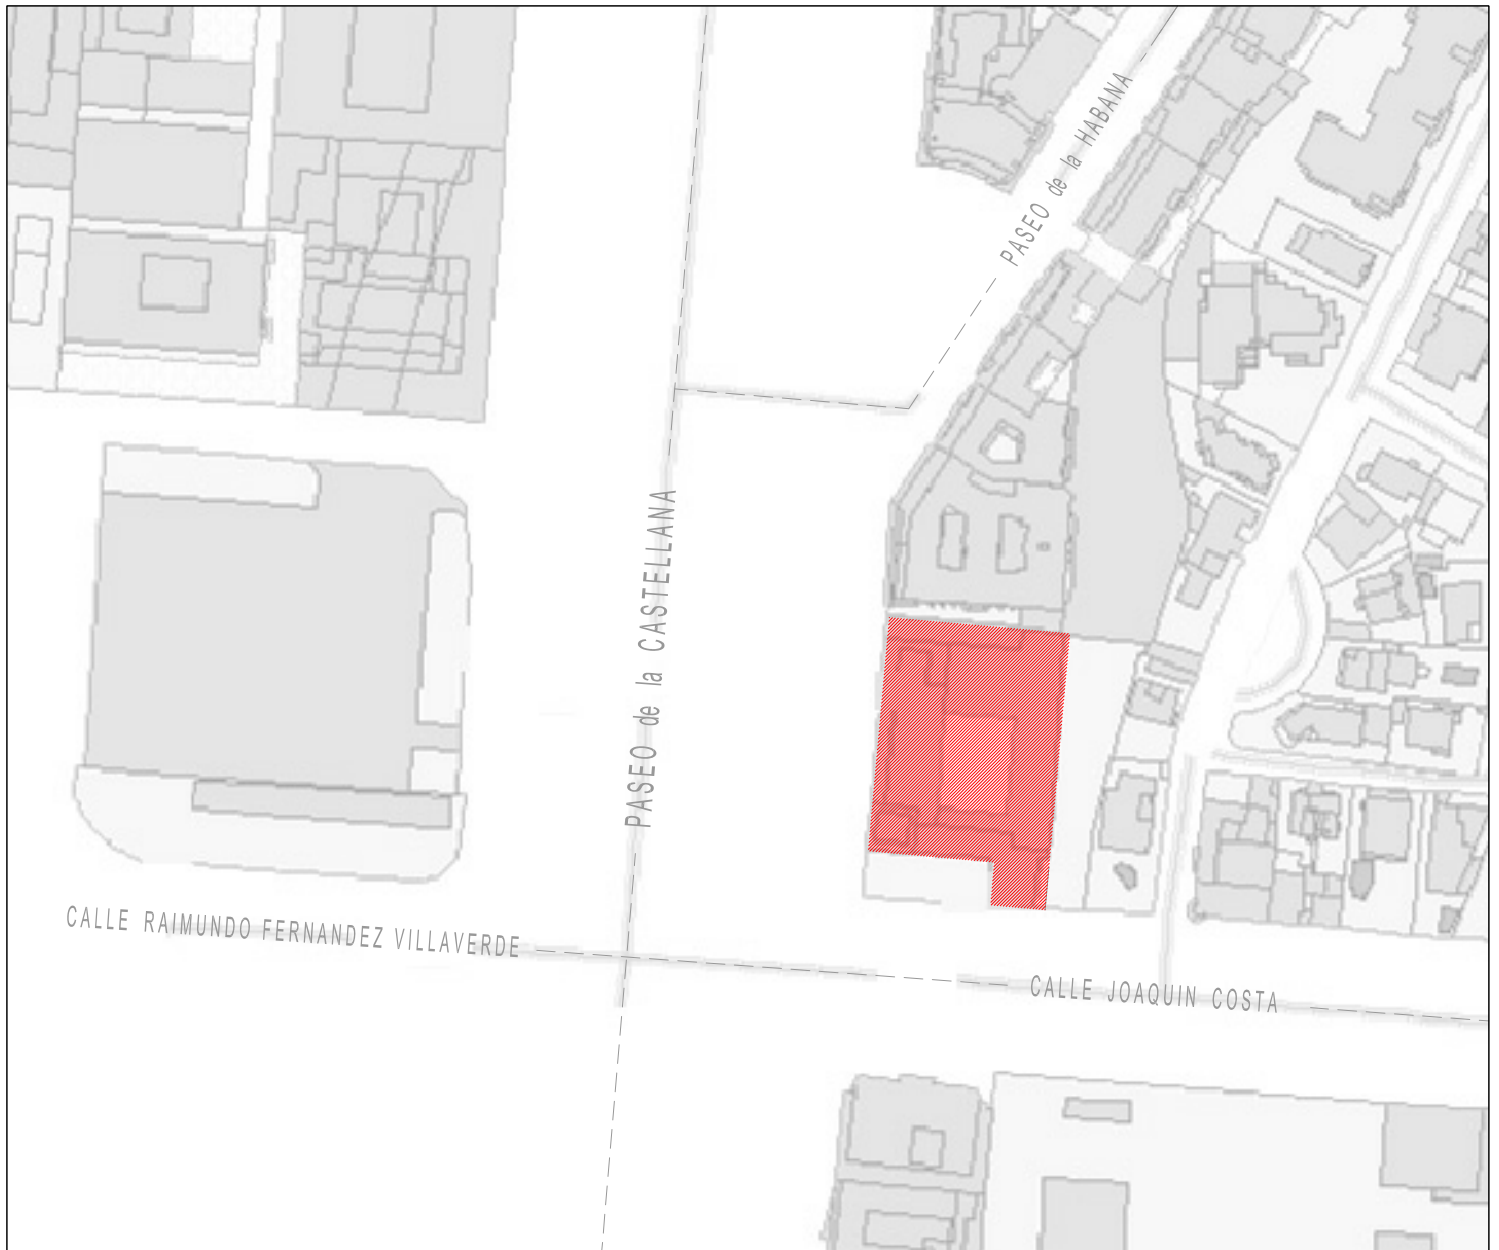 PASEO de la HABANA
PASEO de la CASTELLANA
CALLE RAIMUNDO FERNANDEZ VILLAVERDE
CALLE JOAQUIN COSTA